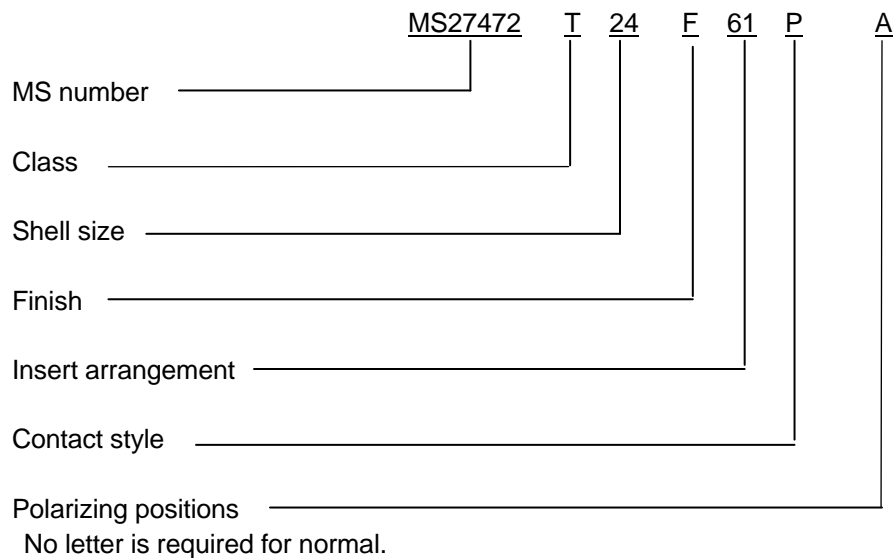 MS27472 T 24 F 61 P A
MS number
Class
Shell size
Finish
Insert arrangement
Contact style
Polarizing positions
No letter is required for normal.